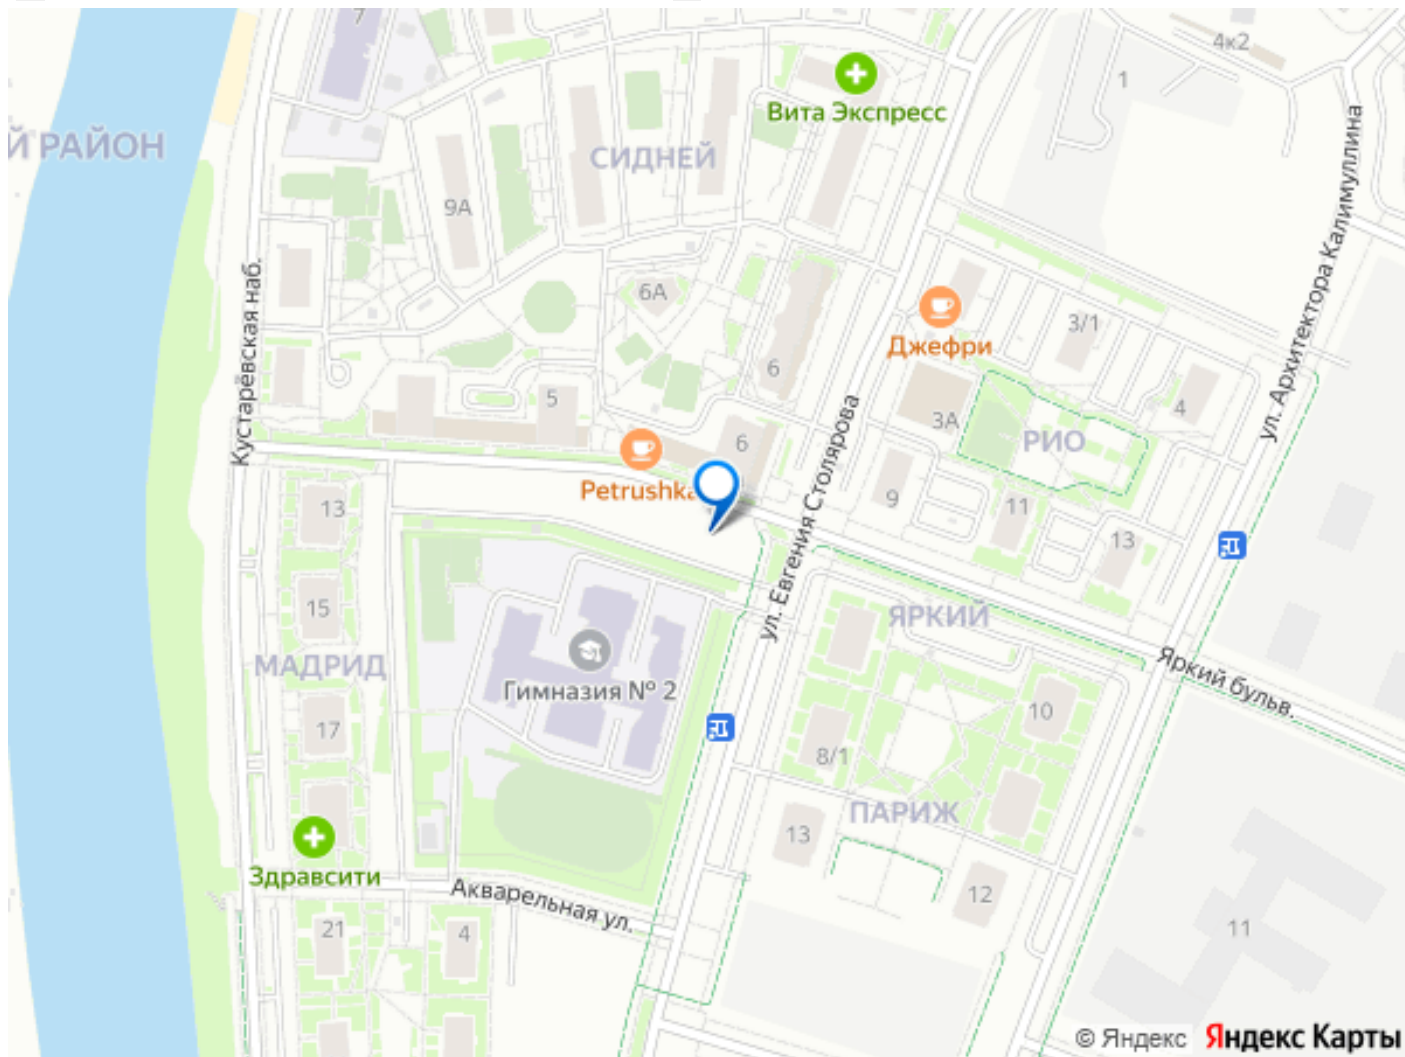 7
4к2
1
Вита Экспресс
Й РАЙОН
СИДНЕЙ
9А
ул. Архитектора Калимуллина
6А
Кустарёвская наб.
3/1
Джефри
6
5
4
3А
РИО
6
ул. Евгения Столярова
Petrushka
9
11
13
13
15
ЯРКИЙ
МАДРИД
Яркий бульв.
Гимназия № 2
17
10
8/1
ПАРИЖ
13
Здравсити
Акварельная ул.
12
21
4
11
© Яндекс Яндекс Карты